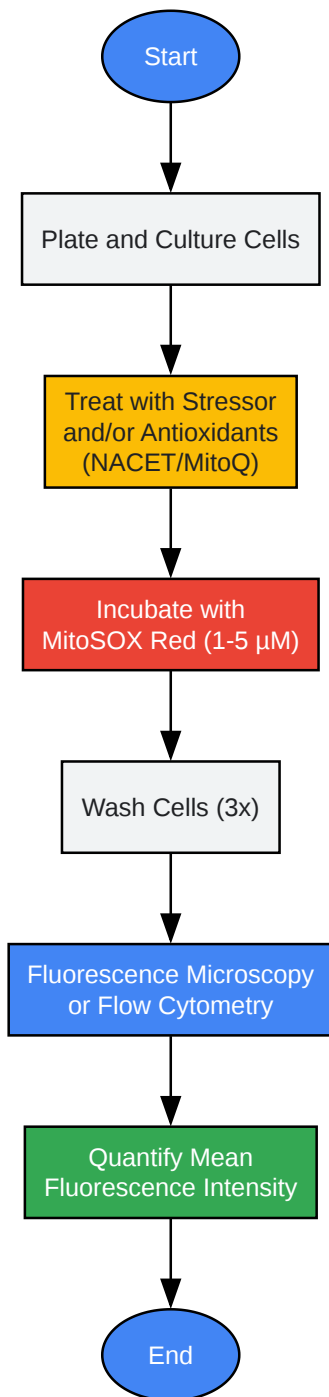 Start
Plate and Culture Cells
Treat with Stressor
and/or Antioxidants
(NACET/MitoQ)
Incubate with
MitoSOX Red (1-5 µM)
Wash Cells (3x)
Fluorescence Microscopy
or Flow Cytometry
Quantify Mean
Fluorescence Intensity
End